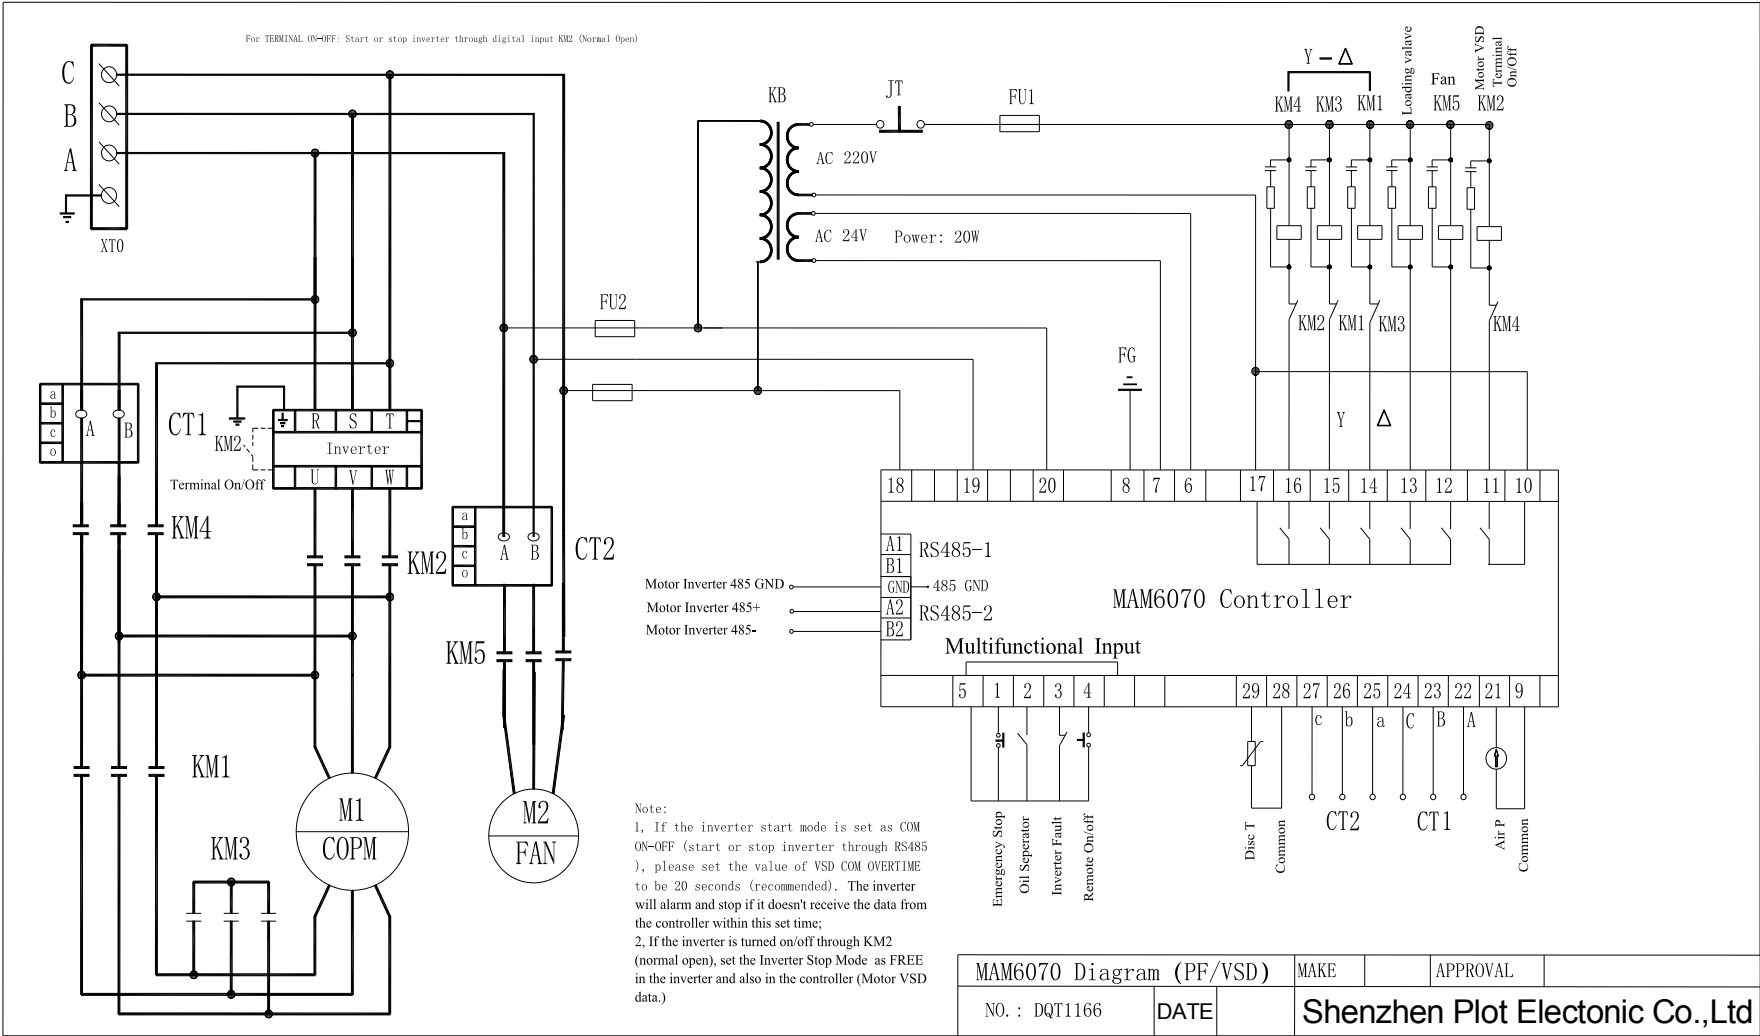 For TERMINAL ON-OFF: Start or stop inverter through digital input KM2 (Normal Open)
C
B
A
XT0
a
b
c
o
A
B
CT1
KM2
Terminal On/Off
R S T
Inverter
U V W
KM4
KM2
a
b
c
o
A
B
CT2
KM5
KM1
KM3
M1
COPM
M2
FAN
FU2
KB
AC 220V
AC 24V
Power: 20W
JT
FU1
Y-Δ
KM4 KM3 KM1
Loading valave
Fan
KM5
Motor VSD
Terminal
On/Off
KM2
KM2 KM1 KM3
KM4
Y Δ
FG
18 19 20 8 7 6 17 16 15 14 13 12 11 10
A1
B1
GND
A2
B2
RS485-1
485 GND
RS485-2
Motor Inverter 485 GND
Motor Inverter 485+
Motor Inverter 485-
MAM6070 Controller
Multifunctional Input
5 1 2 3 4 29 28 27 26 25 24 23 22 21 9
c b a C B A
Emergency Stop
Oil Seperator
Inverter Fault
Remote On/off
Disc T
Common
CT2
CT1
Air P
Common
Note:
1, If the inverter start mode is set as COM
ON-OFF (start or stop inverter through RS485
), please set the value of VSD COM OVERTIME
to be 20 seconds (recommended). The inverter
will alarm and stop if it doesn't receive the data from
the controller within this set time;
2, If the inverter is turned on/off through KM2
(normal open), set the Inverter Stop Mode as FREE
in the inverter and also in the controller (Motor VSD
data.)
MAM6070 Diagram (PF/VSD)
MAKE
APPROVAL
NO.: DQT1166
DATE
Shenzhen Plot Electonic Co.,Ltd